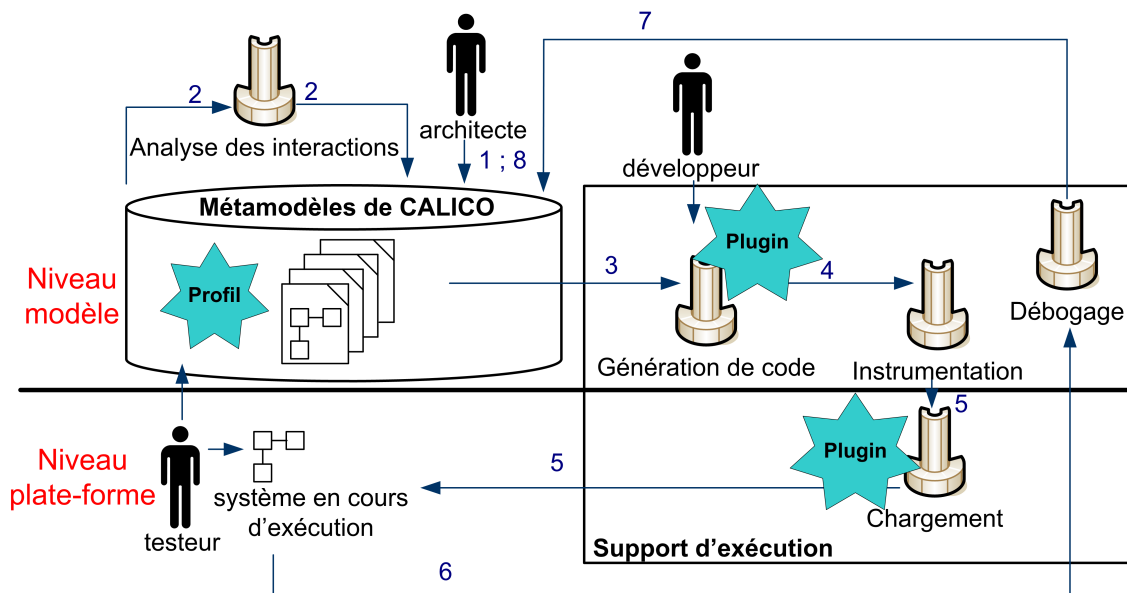 7
2
2
Analyse des interactions
architecte
1 ; 8
développeur
Métamodèles de CALICO
Plugin
Niveau
modèle
Profil
3
4
Débogage
Génération de code
Instrumentation
5
Niveau
plate-forme
Plugin
5
système en cours
d'exécution
testeur
Chargement
Support d'exécution
6